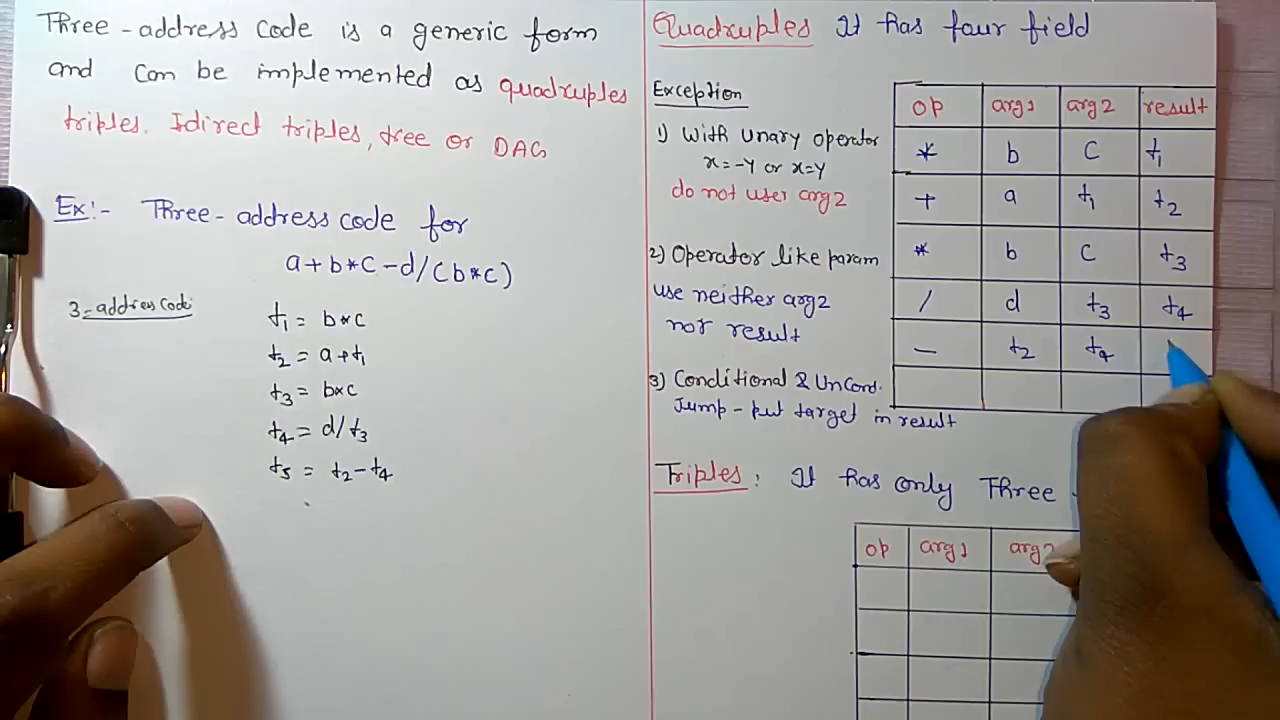 Three-address Code is a generic form
and Can be implemented as quadruples
triples. Idirect triples, tree or DAG
Ex:- Three-address code for
a+b*c-d/(b*c)
3-address Code
t1 = b*c
t2 = a+t1
t3 = b*c
t4 = d/t3
t5 = t2-t4
Quadruples It has four field
Exception
1) With Unary operator
x=-Y or x=Y
do not user arg2
2) Operator like param
use neither arg2
nor result
3) Conditional & UnCond.
Jump-put target in result
op arg1 arg2 result
* b C t1
+ a t1 t2
* b C t3
/ d t3 t4
- t2 t4
Triples: It has only Three
op arg1 arg2